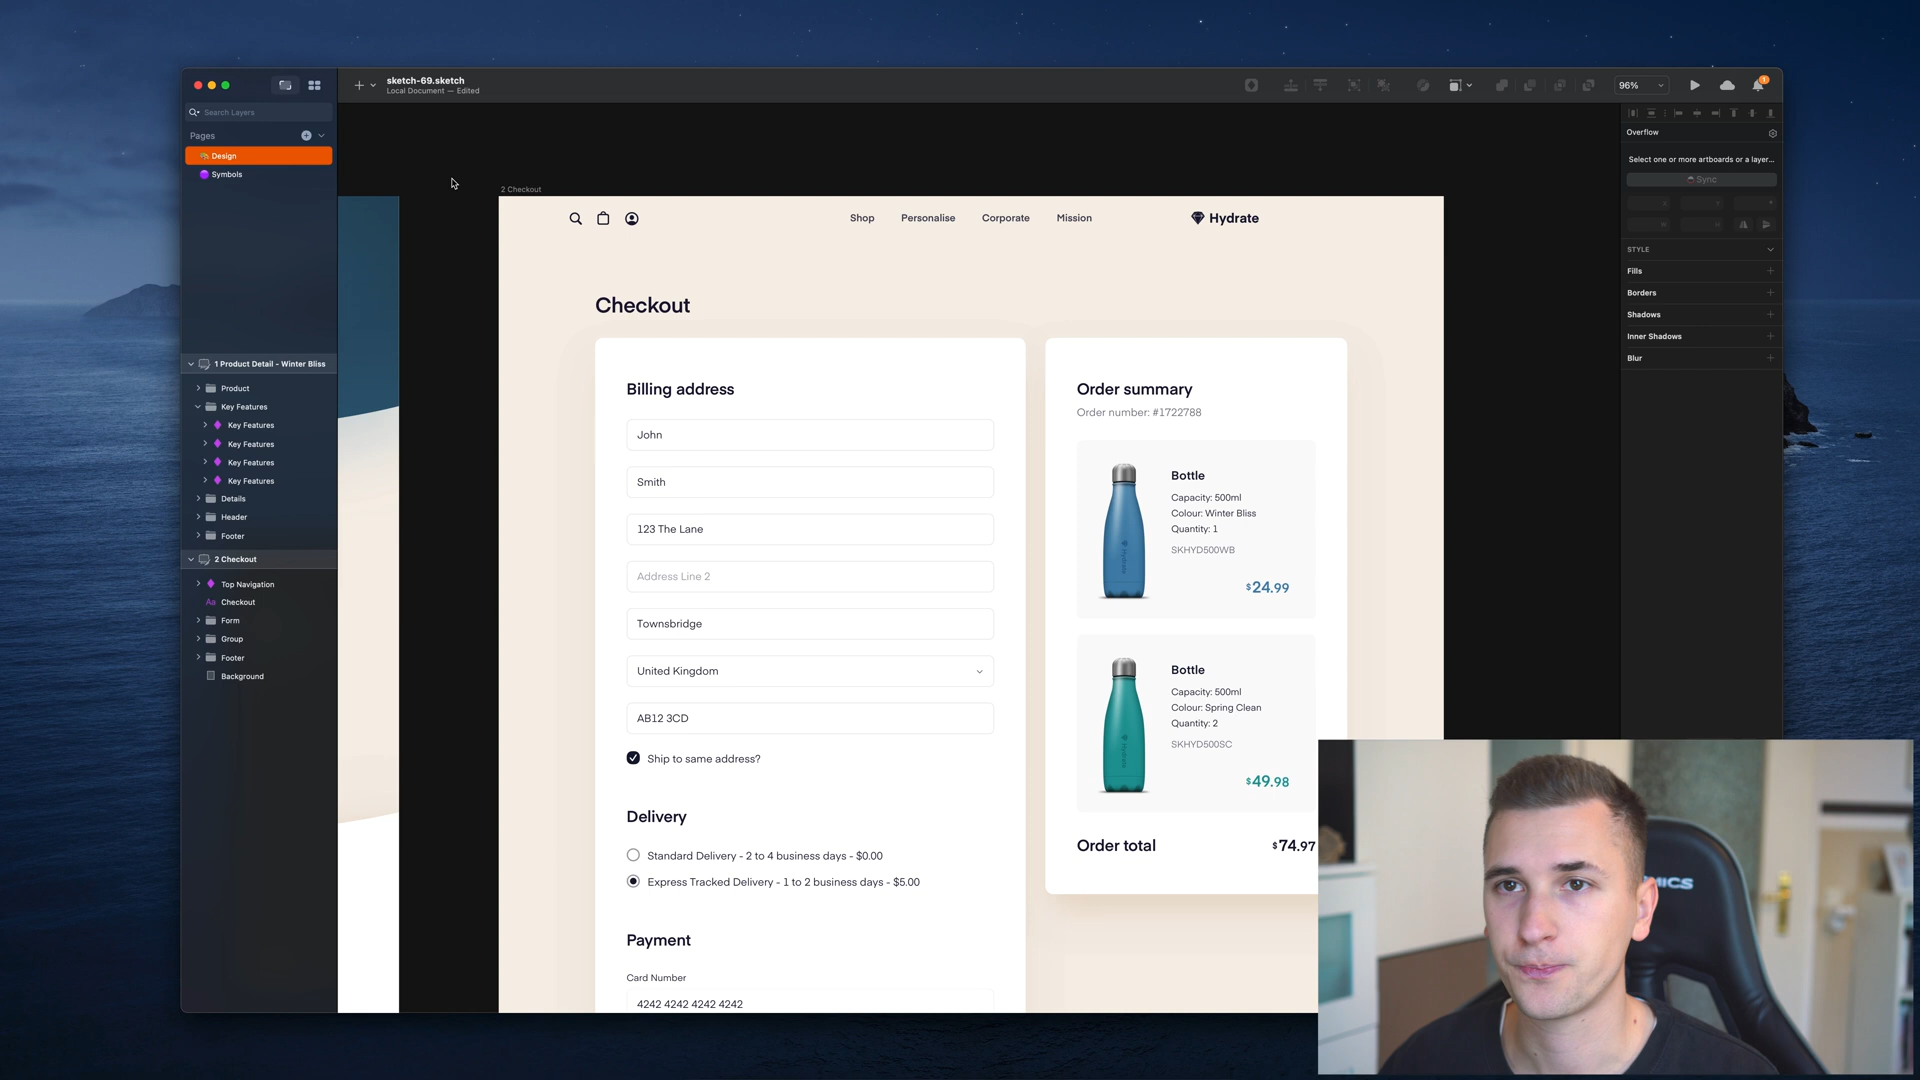 sketch-69.sketch
Local Document — Edited
96%
1
Search Layers
Pages
Design
Symbols
1 Product Detail - Winter Bliss
Product
Key Features
Key Features
Key Features
Key Features
Key Features
Details
Header
Footer
2 Checkout
Top Navigation
Aa Checkout
Form
Group
Footer
Background
2 Checkout
Shop
Personalise
Corporate
Mission
Hydrate
Checkout
Billing address
John
Smith
123 The Lane
Address Line 2
Townsbridge
United Kingdom
AB12 3CD
Ship to same address?
Delivery
Standard Delivery - 2 to 4 business days - $0.00
Express Tracked Delivery - 1 to 2 business days - $5.00
Payment
Card Number
4242 4242 4242 4242
Order summary
Order number: #1722788
Hydrate
Bottle
Capacity: 500ml
Colour: Winter Bliss
Quantity: 1
SKHYD500WB
$24.99
Hydrate
Bottle
Capacity: 500ml
Colour: Spring Clean
Quantity: 2
SKHYD500SC
$49.98
Order total
$74.97
Overflow
Select one or more artboards or a layer...
Sync
STYLE
Fills
Borders
Shadows
Inner Shadows
Blur